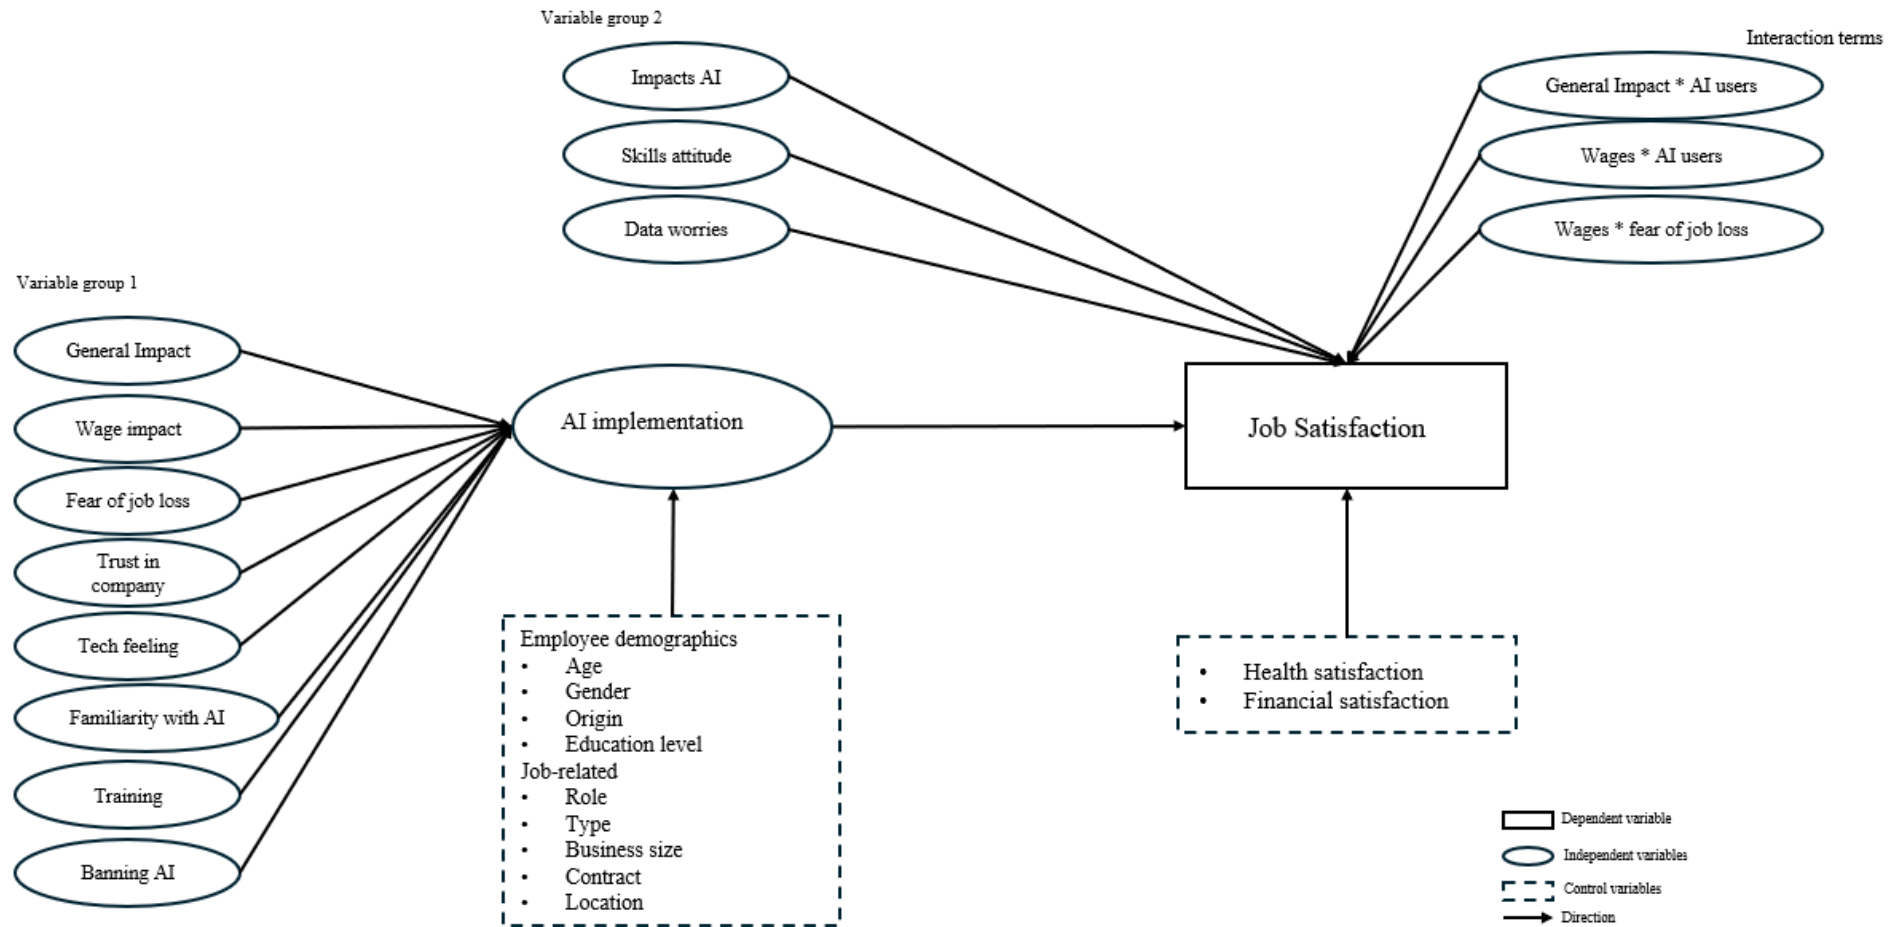 Variable group 2
Impacts AI
Skills attitude
Data worries
Interaction terms
General Impact * AI users
Wages * AI users
Wages * fear of job loss
Variable group 1
General Impact
Wage impact
Fear of job loss
Trust in
company
Tech feeling
Familiarity with AI
Training
Banning AI
AI implementation
Job Satisfaction
Employee demographics
• Age
• Gender
• Origin
• Education level
Job-related
• Role
• Type
• Business size
• Contract
• Location
• Health satisfaction
• Financial satisfaction
Dependent variable
Independent variables
Control variables
Direction